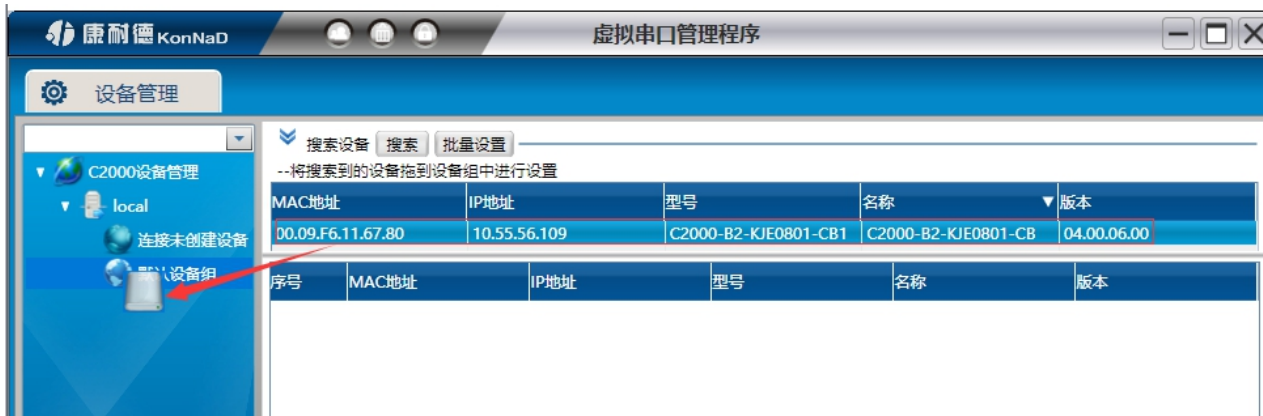 康耐德 KonNaD
虚拟串口管理程序
设备管理
搜索设备 搜索 批量设置
--将搜索到的设备拖到设备组中进行设置
C2000设备管理
local
连接未创建设备
默认设备组
MAC地址 IP地址 型号 名称 版本
00.09.F6.11.67.80 10.55.56.109 C2000-B2-KJE0801-CB1 C2000-B2-KJE0801-CB 04.00.06.00
序号 MAC地址 IP地址 型号 名称 版本